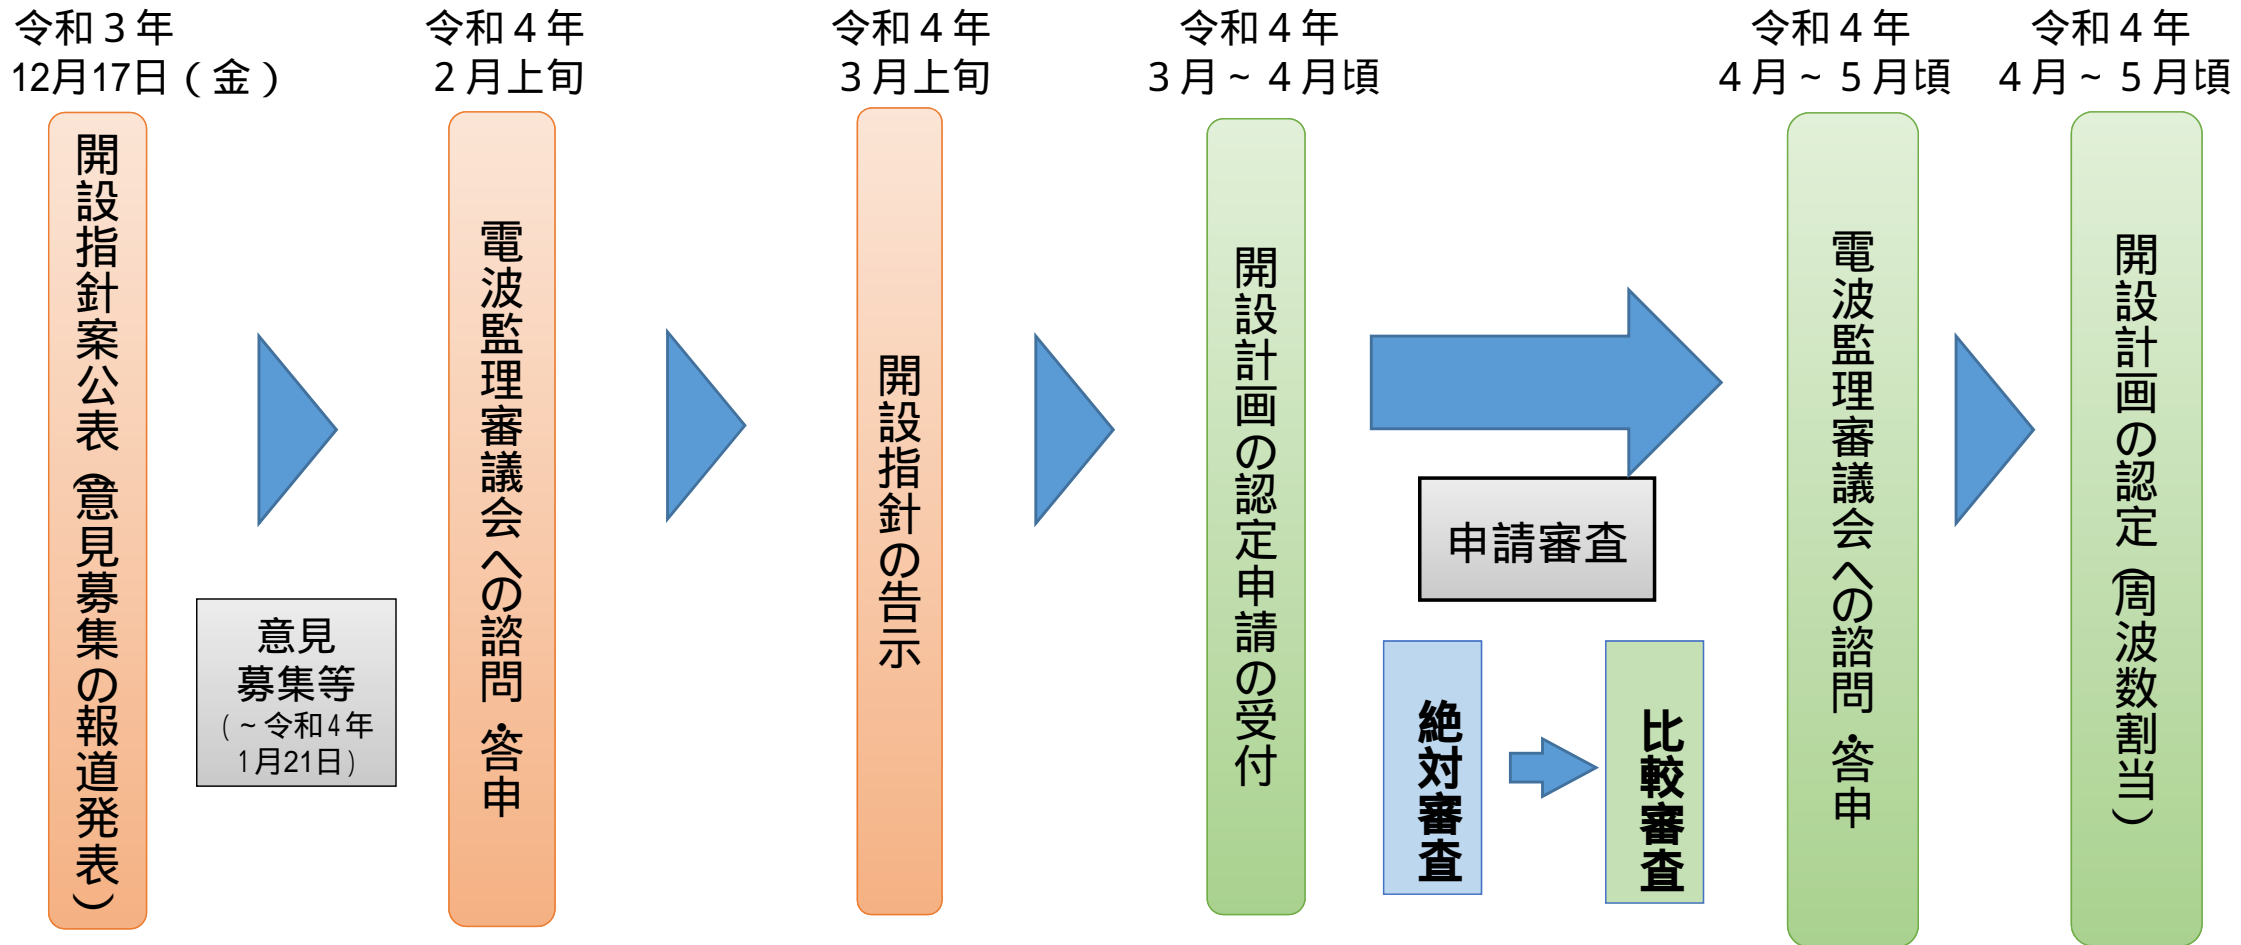 令和３年
12月17日（金）
開設指針案公表（意見募集の報道発表）
意見
募集等
（～令和4年
1月21日）
令和４年
２月上旬
電波監理審議会への諮問・答申
令和４年
３月上旬
開設指針の告示
令和４年
３月～４月頃
開設計画の認定申請の受付
申請審査
絶対審査
比較審査
令和４年
４月～５月頃
電波監理審議会への諮問・答申
令和４年
４月～５月頃
開設計画の認定（周波数割当）